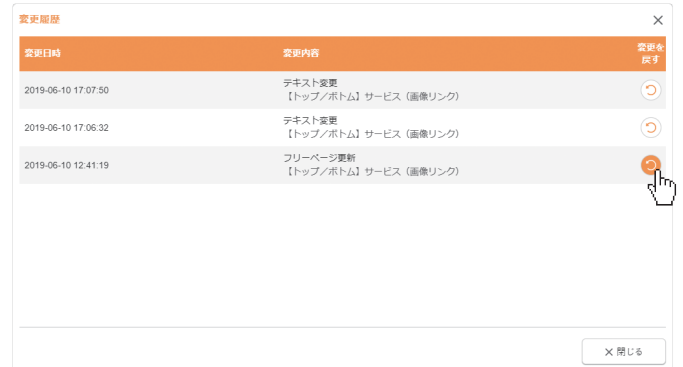 変更履歴
変更日時 変更内容 変更を
戻す
2019-06-10 17:07:50 テキスト変更
【トップ／ボトム】サービス（画像リンク）
2019-06-10 17:06:32 テキスト変更
【トップ／ボトム】サービス（画像リンク）
2019-06-10 12:41:19 フリーページ更新
【トップ／ボトム】サービス（画像リンク）
× 閉じる